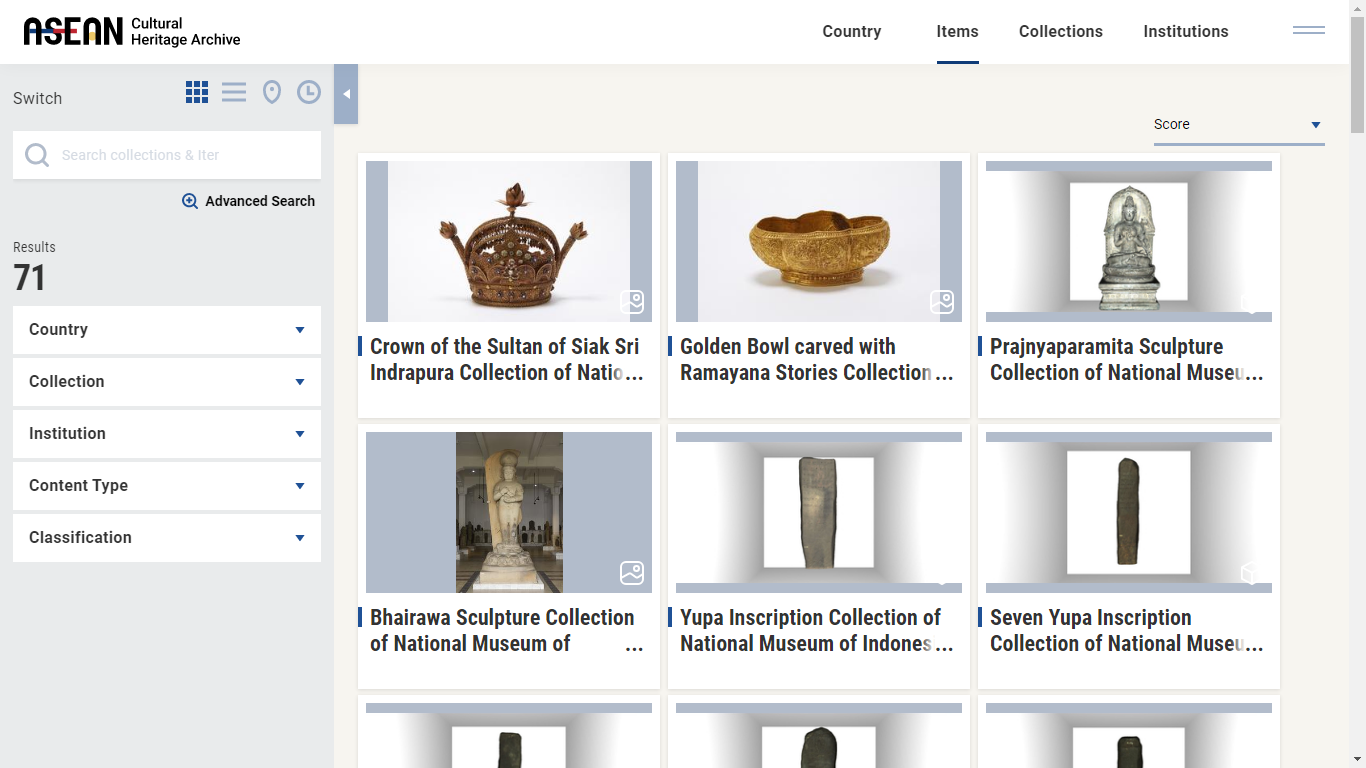 ASEAN Cultural
Heritage Archive
Country
Items
Collections
Institutions
Switch
Search collections & Iter
Advanced Search
Results
71
Country
Collection
Institution
Content Type
Classification
Score
Crown of the Sultan of Siak Sri
Indrapura Collection of Natio...
Golden Bowl carved with
Ramayana Stories Collection...
Prajnyaparamita Sculpture
Collection of National Museu...
Bhairawa Sculpture Collection
of National Museum of ...
Yupa Inscription Collection of
National Museum of Indones...
Seven Yupa Inscription
Collection of National Museu...